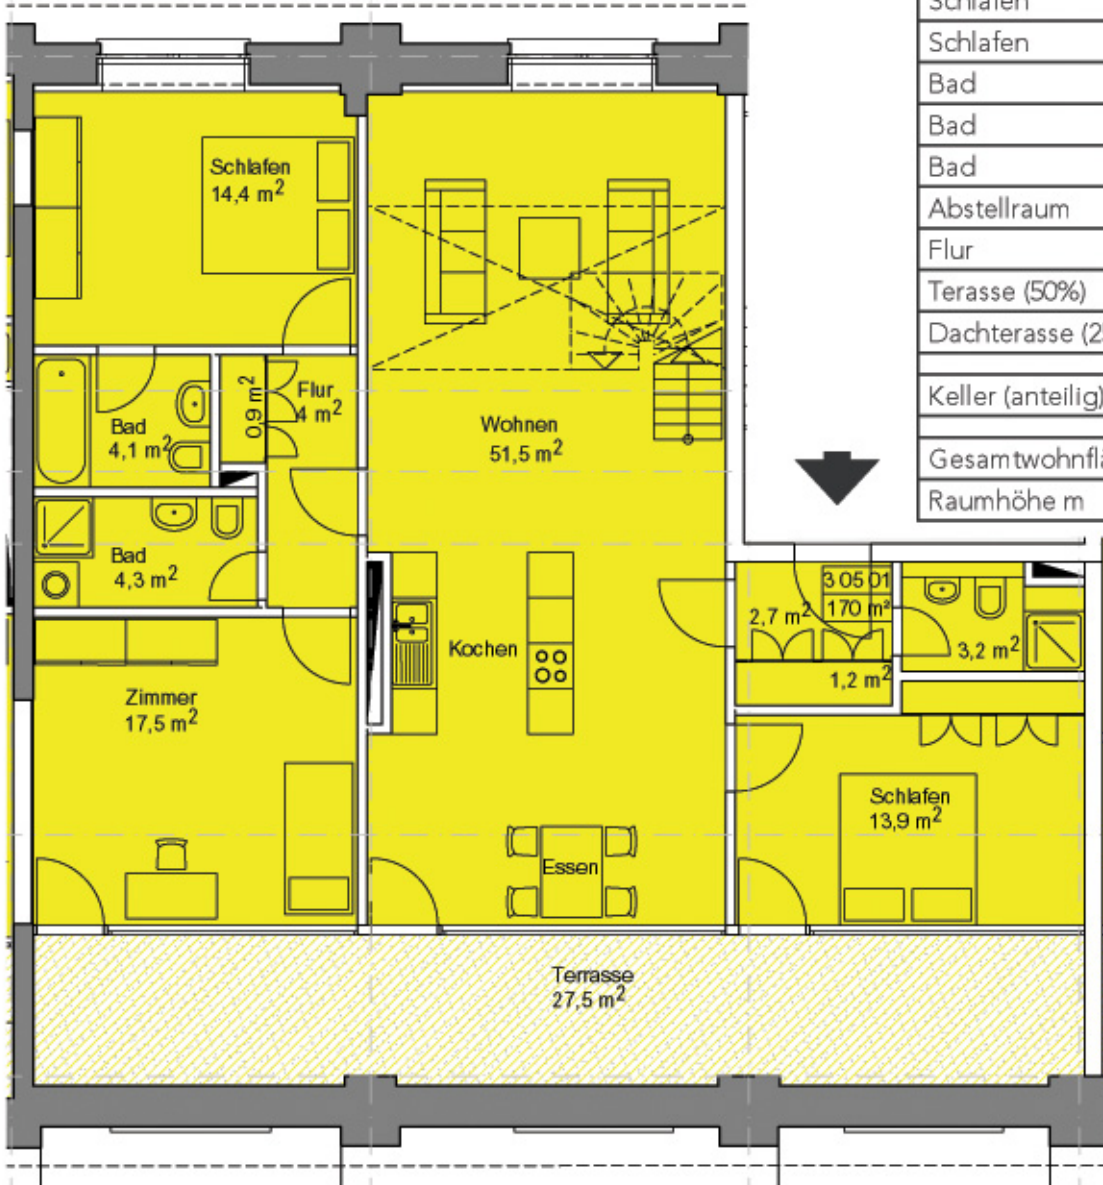 Schlafen
Schlafen
Bad
Bad
Bad
Abstellraum
Flur
Terasse (50%)
Dachterasse (2
Keller (anteilig)
Gesamtwohnflä
Raumhöhe m
Schlafen
14,4 m²
Bad
4,1 m²
0,9 m²
Flur
4 m²
Wohnen
51,5 m²
Bad
4,3 m²
Kochen
3 05 01
170 m²
2,7 m²
3,2 m²
1,2 m²
Zimmer
17,5 m²
Schlafen
13,9 m²
Essen
Terrasse
27,5 m²